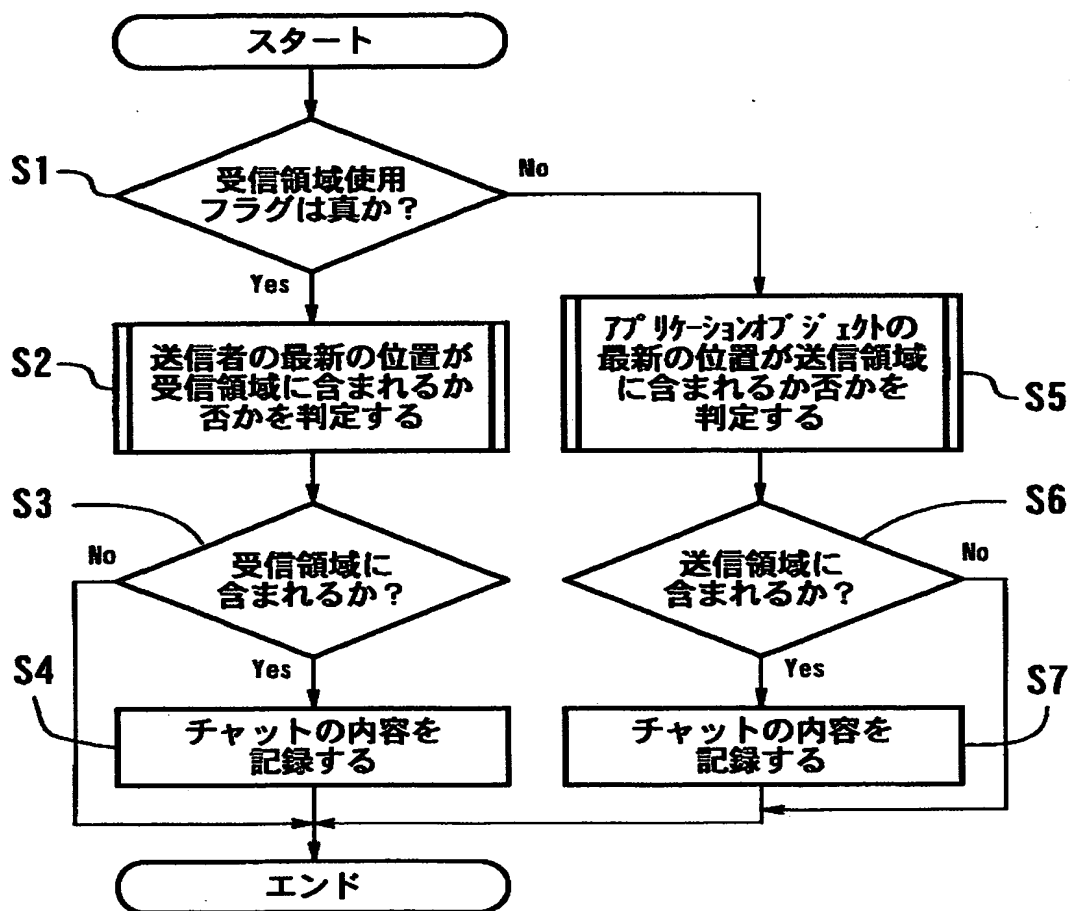 スタート
S1
受信領域使用
フラグは真か？
No
Yes
S2
送信者の最新の位置が
受信領域に含まれるか
否かを判定する
アプリケーションオブジェクトの
最新の位置が送信領域
に含まれるか否かを
判定する
S5
S3
No
受信領域に
含まれるか？
Yes
S6
送信領域に
含まれるか？
No
Yes
S4
チャットの内容を
記録する
S7
チャットの内容を
記録する
エンド